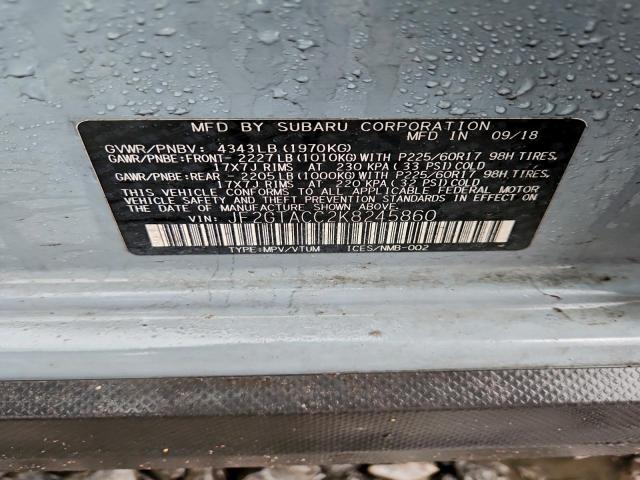 MFD BY SUBARU CORPORATION
MFD IN 09/18
GVWR/PNBV: 4343LB (1970KG)
GAWR/PNBE:FRONT- 2227LB (1010KG) WITH P225/60R17 98H TIRES,
17X7J RIMS AT 230 KPA ( 33 PSI) COLD
GAWR/PNBE:REAR - 2205LB (1000KG) WITH P225/60R17 98H TIRES,
17X7J RIMS AT 220 KPA ( 33 PSI) COLD
THIS VEHICLE CONFORMS TO ALL APPLICABLE FEDERAL MOTOR
VEHICLE SAFETY AND THEFT PREVENTION STANDARDS IN EFFECT ON THE DATE
OF MANUFACTURE SHOWN ABOVE.
VIN: JF2GTACC2K8245860
TYPE:MPV/VTUM ICES/NMB-002